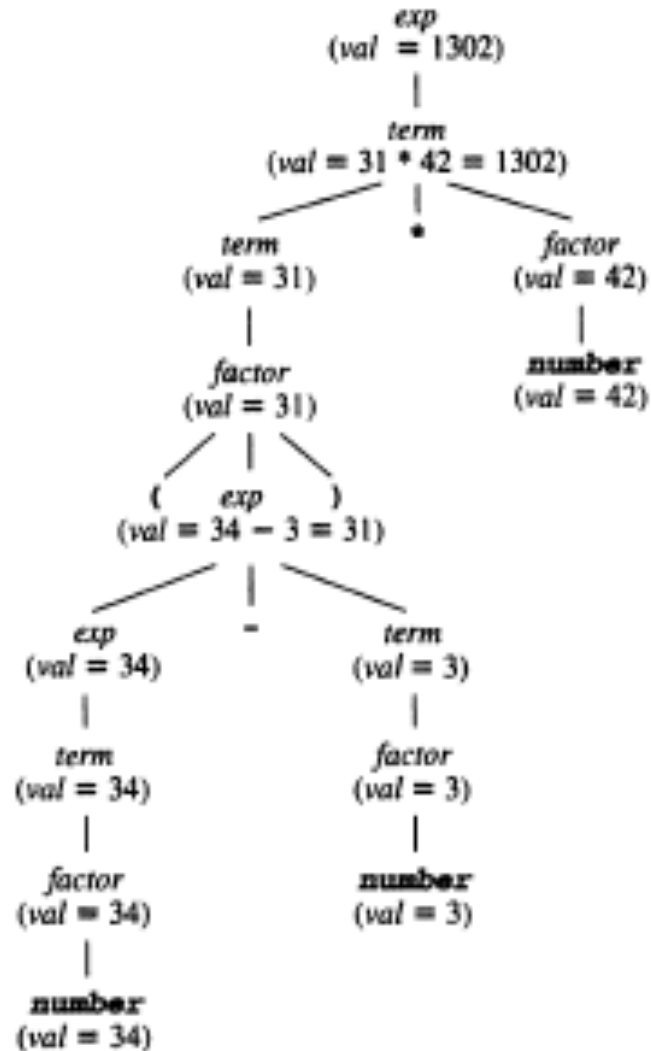 exp
(val = 1302)
term
(val = 31 * 42 = 1302)
term * factor
(val = 31) (val = 42)
factor number
(val = 31) (val = 42)
( exp )
(val = 34 – 3 = 31)
exp - term
(val = 34) (val = 3)
term factor
(val = 34) (val = 3)
factor number
(val = 34) (val = 3)
number
(val = 34)